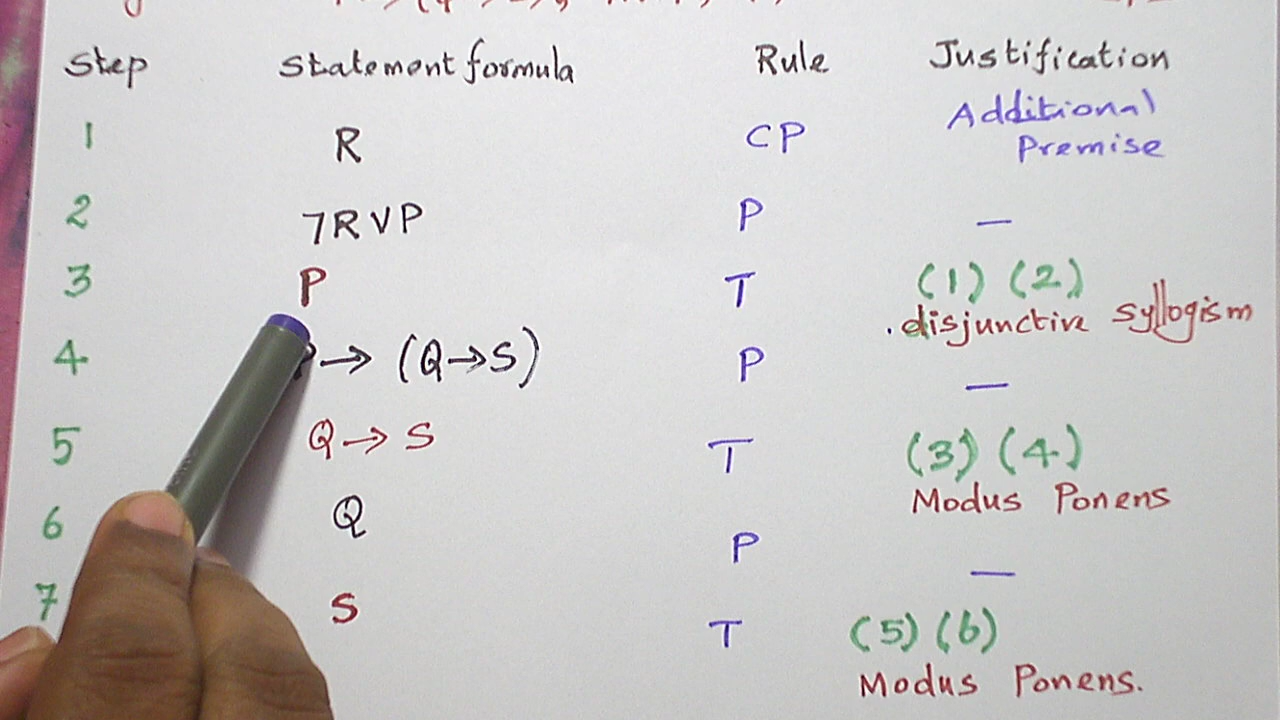 Step Statement formula Rule Justification
1 R CP Additional
Premise
2 ㄱR V P P —
3 P T (1) (2)
. disjunctive syllogism
4 P → (Q → S) P —
5 Q → S T (3) (4)
Modus Ponens
6 Q P —
7 S T (5) (6)
Modus Ponens.